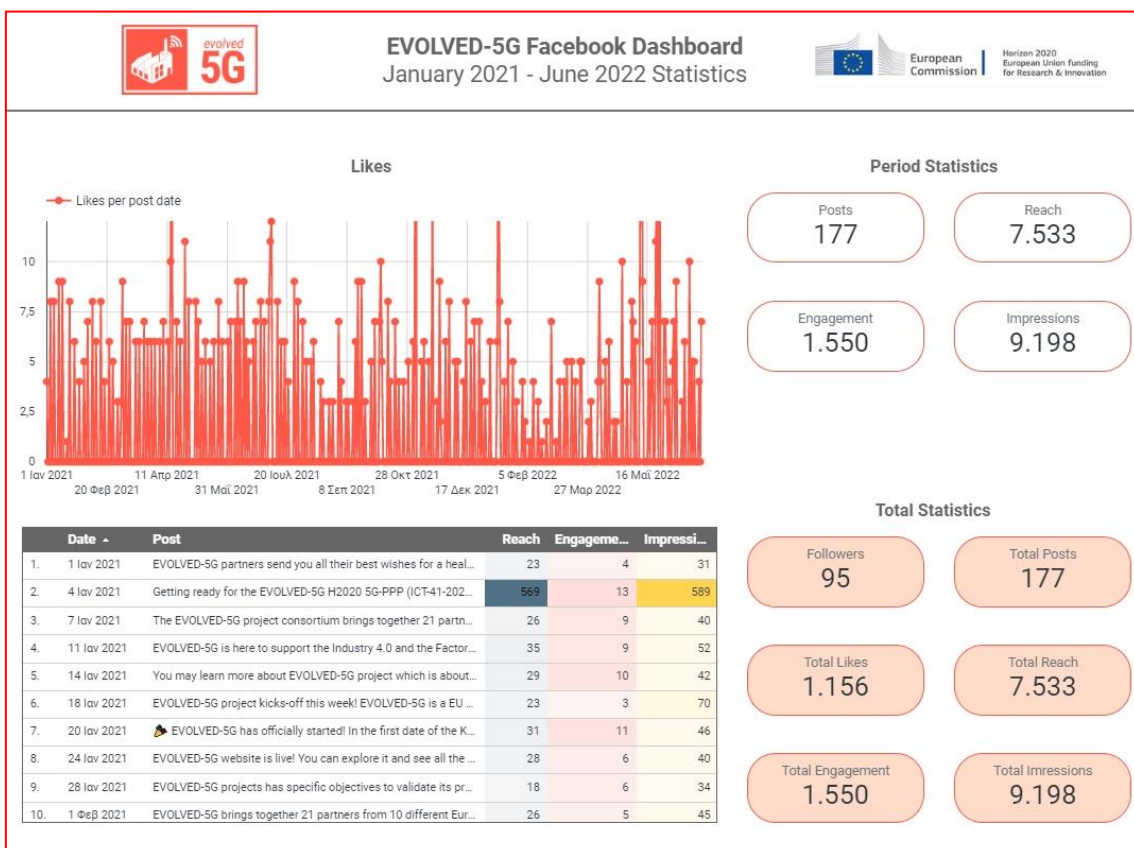 evolved
5G
EVOLVED-5G Facebook Dashboard
January 2021 - June 2022 Statistics
European
Commission
Horizon 2020
European Union funding
for Research & Innovation
Likes
Likes per post date
10
7,5
5
2,5
0
1 Ιαν 2021
11 Απρ 2021
20 Ιουλ 2021
28 Οκτ 2021
5 Φεβ 2022
16 Μαΐ 2022
20 Φεβ 2021
31 Μαΐ 2021
8 Σεπ 2021
17 Δεκ 2021
27 Μαρ 2022
Period Statistics
Posts
177
Reach
7.533
Engagement
1.550
Impressions
9.198
Date Post Reach Engageme... Impressi...
1. 1 Ιαν 2021 EVOLVED-5G partners send you all their best wishes for a heal... 23 4 31
2. 4 Ιαν 2021 Getting ready for the EVOLVED-5G H2020 5G-PPP (ICT-41-202... 569 13 589
3. 7 Ιαν 2021 The EVOLVED-5G project consortium brings together 21 partn... 26 9 40
4. 11 Ιαν 2021 EVOLVED-5G is here to support the Industry 4.0 and the Factor... 35 9 52
5. 14 Ιαν 2021 You may learn more about EVOLVED-5G project which is about... 29 10 42
6. 18 Ιαν 2021 EVOLVED-5G project kicks-off this week! EVOLVED-5G is a EU ... 23 3 70
7. 20 Ιαν 2021 🎉 EVOLVED-5G has officially started! In the first date of the K... 31 11 46
8. 24 Ιαν 2021 EVOLVED-5G website is live! You can explore it and see all the ... 28 6 40
9. 28 Ιαν 2021 EVOLVED-5G projects has specific objectives to validate its pr... 18 6 34
10. 1 Φεβ 2021 EVOLVED-5G brings together 21 partners from 10 different Eur... 26 5 45
Total Statistics
Followers
95
Total Posts
177
Total Likes
1.156
Total Reach
7.533
Total Engagement
1.550
Total Imressions
9.198